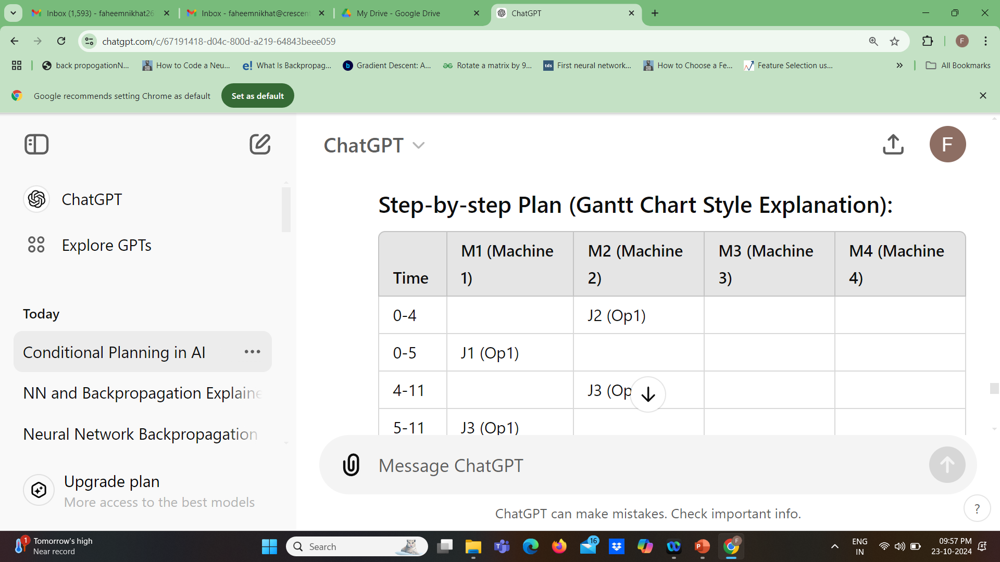 Inbox (1,593) - faheemnikhat26
Inbox - faheemnikhat@crescent
My Drive - Google Drive
ChatGPT
chatgpt.com/c/67191418-d04c-800d-a219-64843beee059
F
back propogationN...
How to Code a Neu...
e! What Is Backpropag...
b Gradient Descent: A...
Rotate a matrix by 9...
tds First neural network...
How to Choose a Fe...
Feature Selection us...
All Bookmarks
Google recommends setting Chrome as default
Set as default
ChatGPT
Explore GPTs
Today
Conditional Planning in AI
NN and Backpropagation Explaine
Neural Network Backpropagation
Upgrade plan
More access to the best models
ChatGPT
F
Step-by-step Plan (Gantt Chart Style Explanation):
Time M1 (Machine 1) M2 (Machine 2) M3 (Machine 3) M4 (Machine 4)
0-4 J2 (Op1)
0-5 J1 (Op1)
4-11 J3 (Op
5-11 J3 (Op1)
Message ChatGPT
ChatGPT can make mistakes. Check important info.
?
1
Tomorrow's high
Near record
Search
16
F
ENG
IN
09:57 PM
23-10-2024